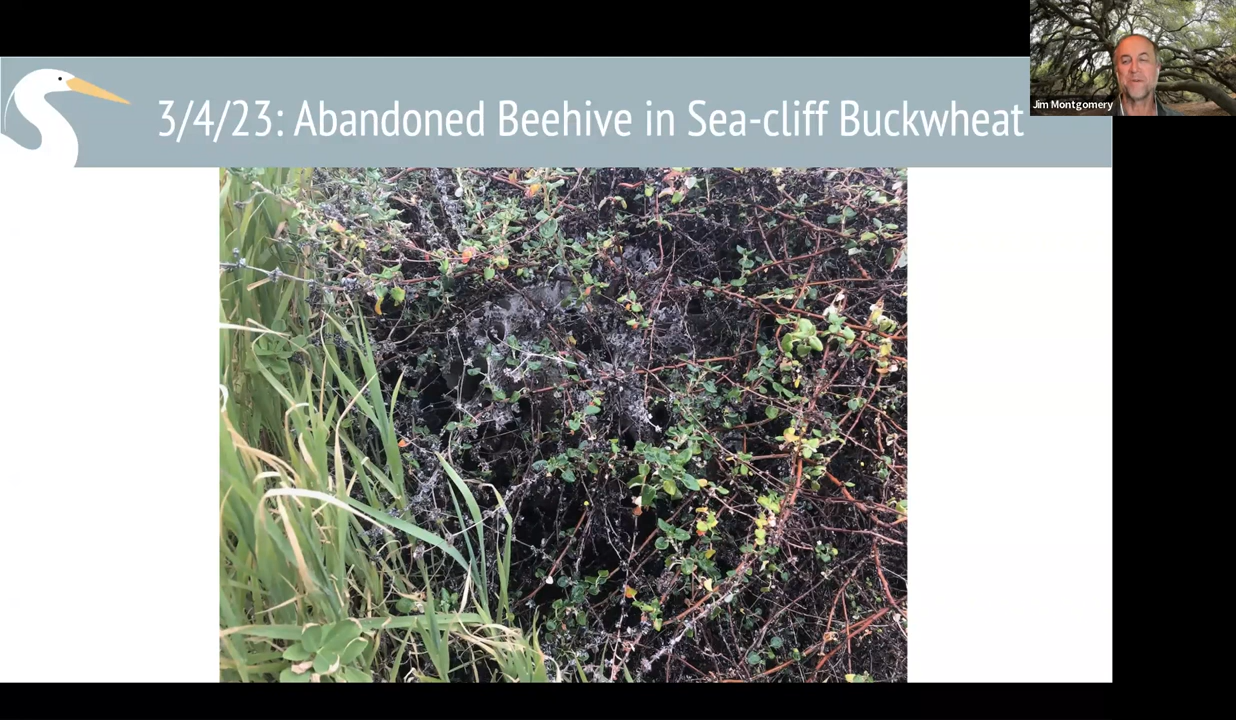 3/4/23: Abandoned Beehive in Sea-cliff Buckwheat
Jim Montgomery